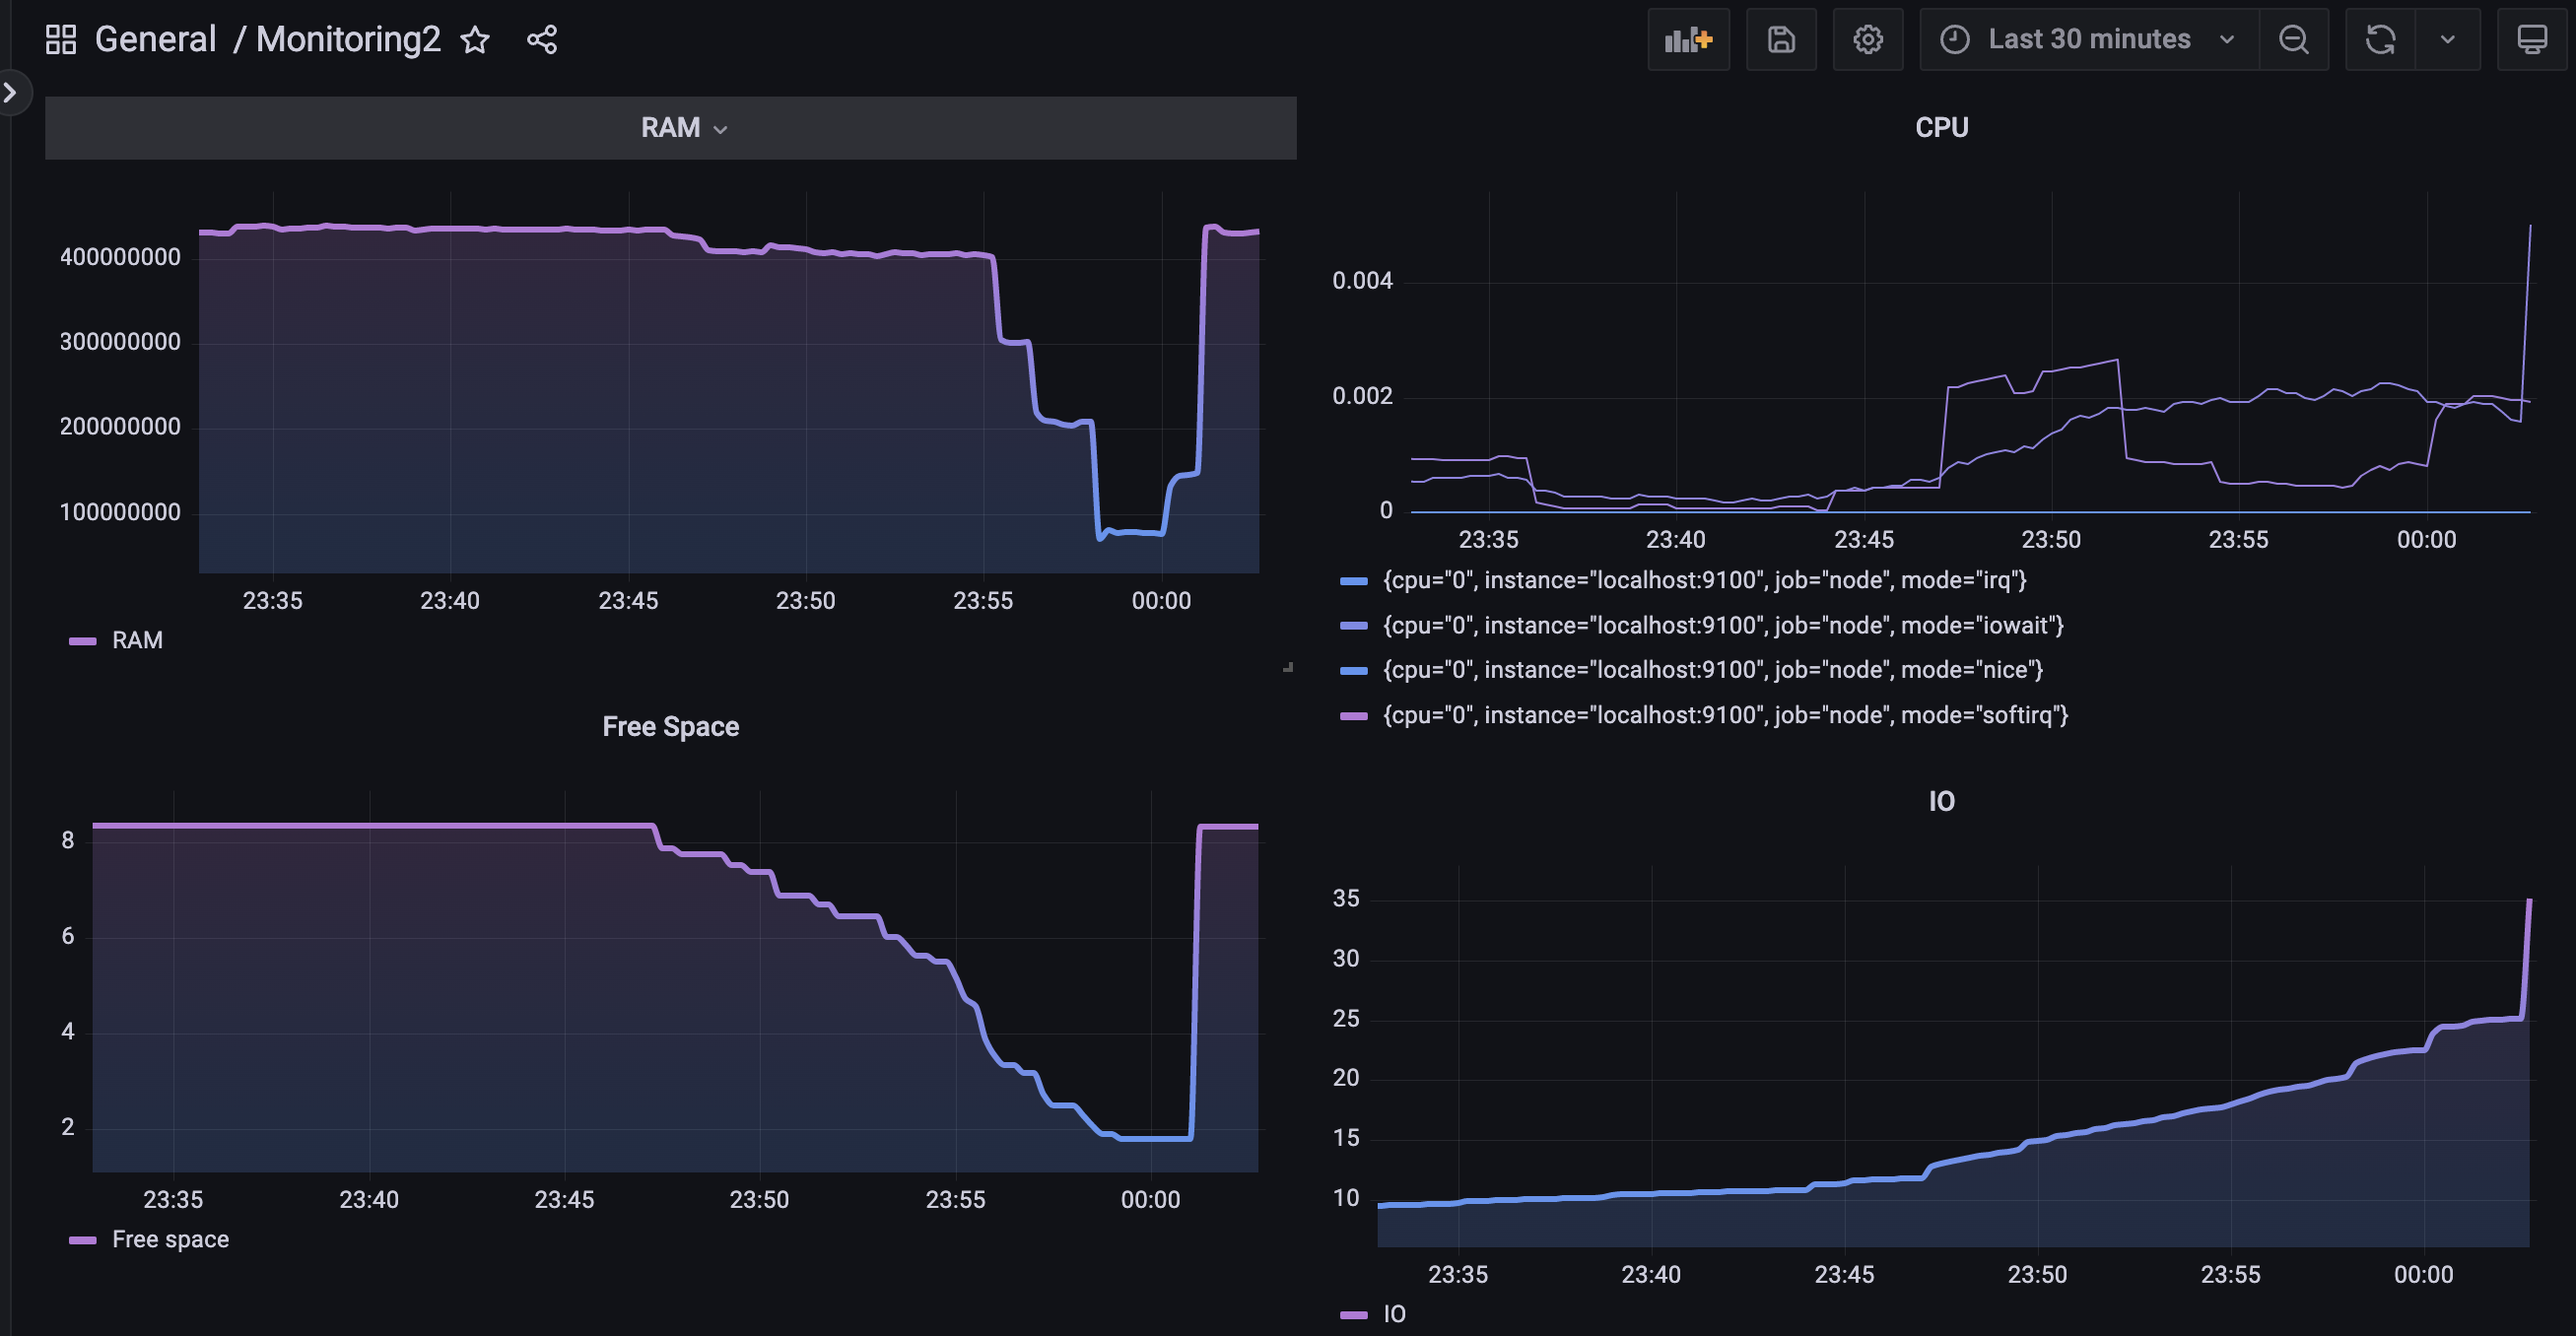 General / Monitoring2
Last 30 minutes
RAM
400000000
300000000
200000000
100000000
23:35 23:40 23:45 23:50 23:55 00:00
RAM
CPU
0.004
0.002
0
23:35 23:40 23:45 23:50 23:55 00:00
{cpu="0", instance="localhost:9100", job="node", mode="irq"}
{cpu="0", instance="localhost:9100", job="node", mode="iowait"}
{cpu="0", instance="localhost:9100", job="node", mode="nice"}
{cpu="0", instance="localhost:9100", job="node", mode="softirq"}
Free Space
8
6
4
2
23:35 23:40 23:45 23:50 23:55 00:00
Free space
IO
35
30
25
20
15
10
23:35 23:40 23:45 23:50 23:55 00:00
IO